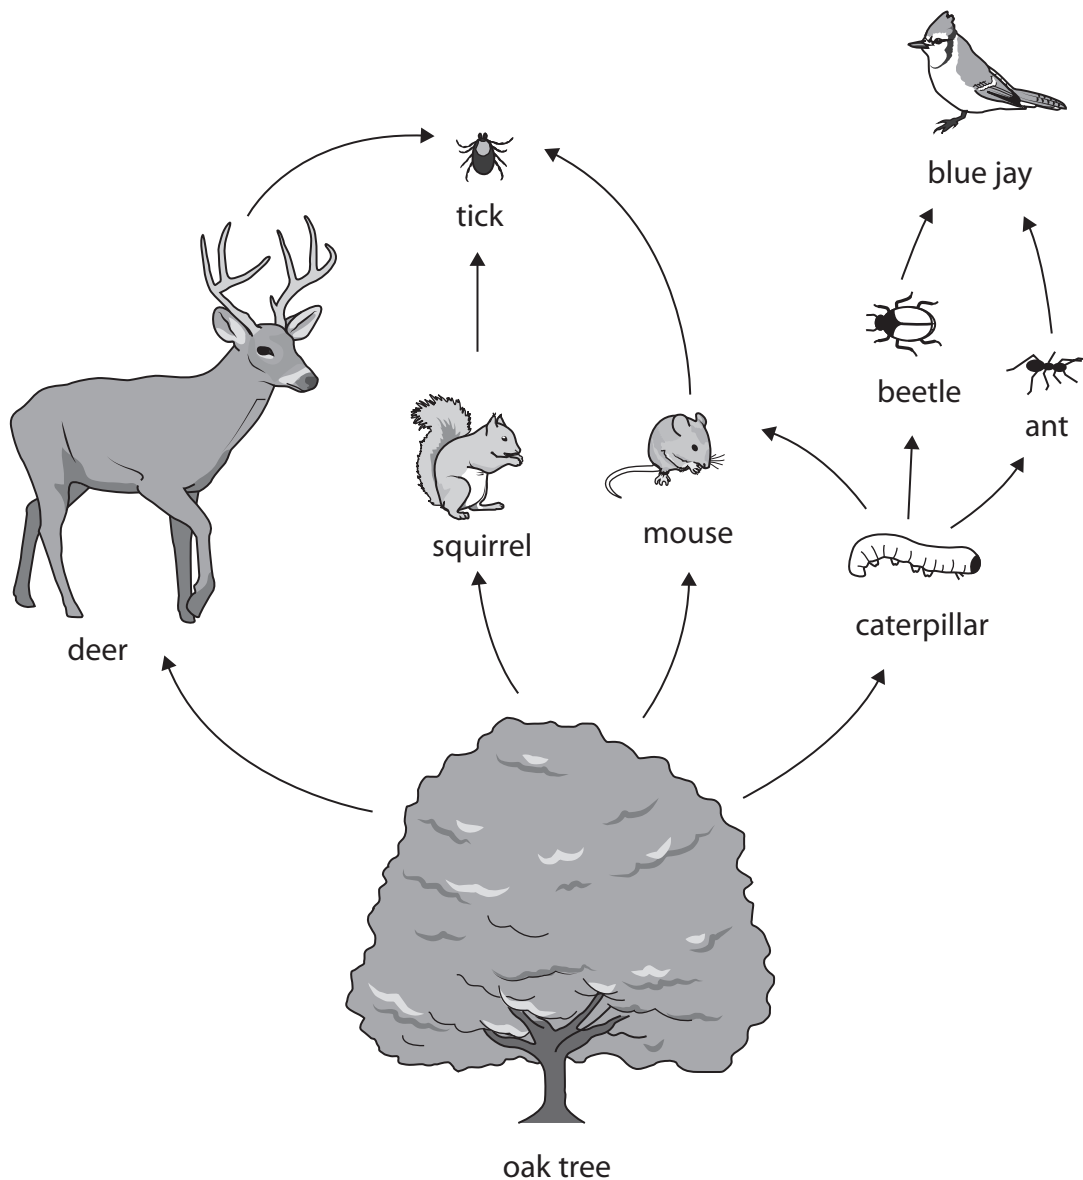 blue jay
tick
beetle
ant
squirrel
mouse
caterpillar
deer
oak tree